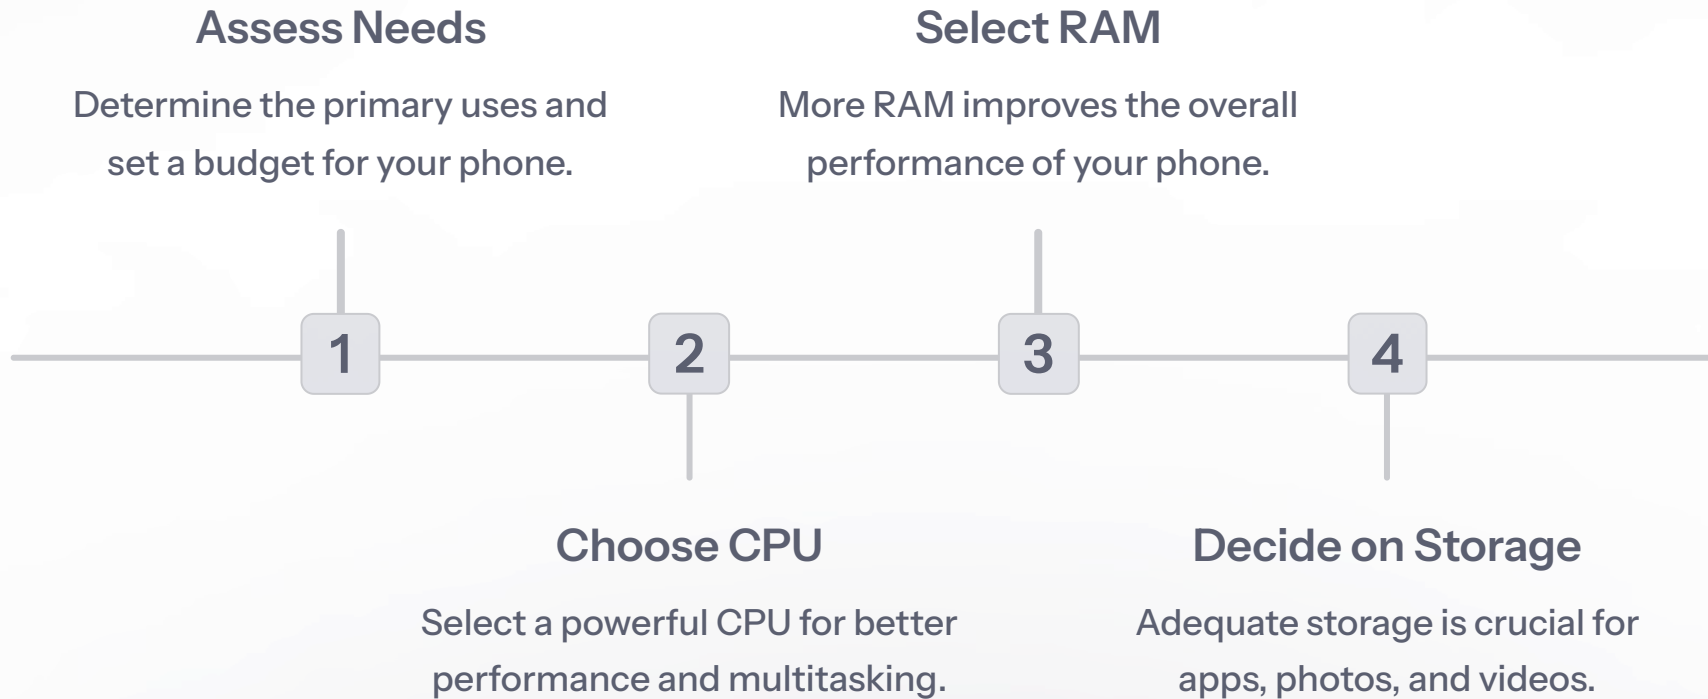 Assess Needs
Determine the primary uses and
set a budget for your phone.
Select RAM
More RAM improves the overall
performance of your phone.
1
2
3
4
Choose CPU
Select a powerful CPU for better
performance and multitasking.
Decide on Storage
Adequate storage is crucial for
apps, photos, and videos.